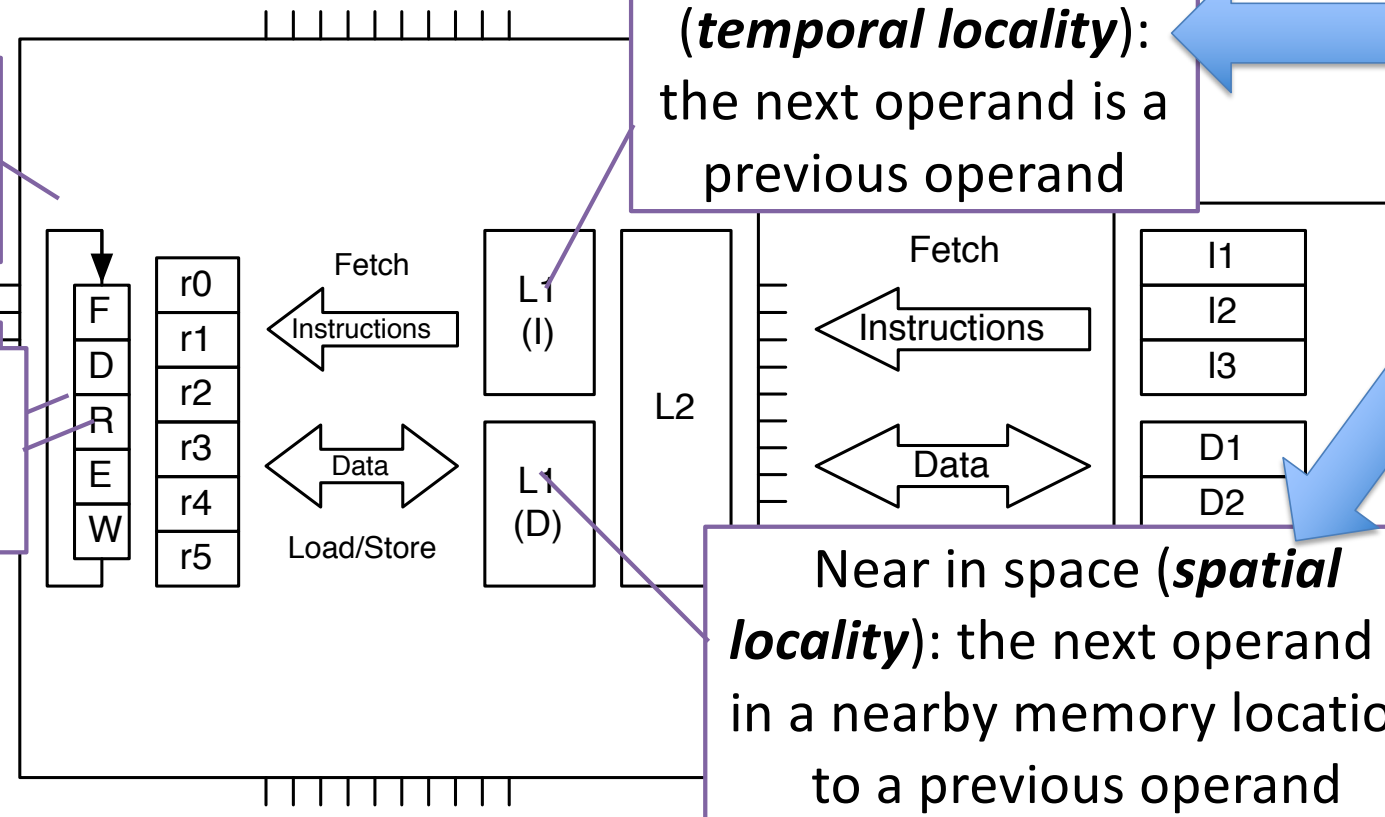 (temporal locality):
the next operand is a
previous operand
F
D
R
E
W
r0
r1
r2
r3
r4
r5
Fetch
Instructions
Data
Load/Store
L1
(I)
L1
(D)
L2
Fetch
Instructions
Data
I1
I2
I3
D1
D2
Near in space (spatial
locality): the next operand
in a nearby memory locatio
to a previous operand